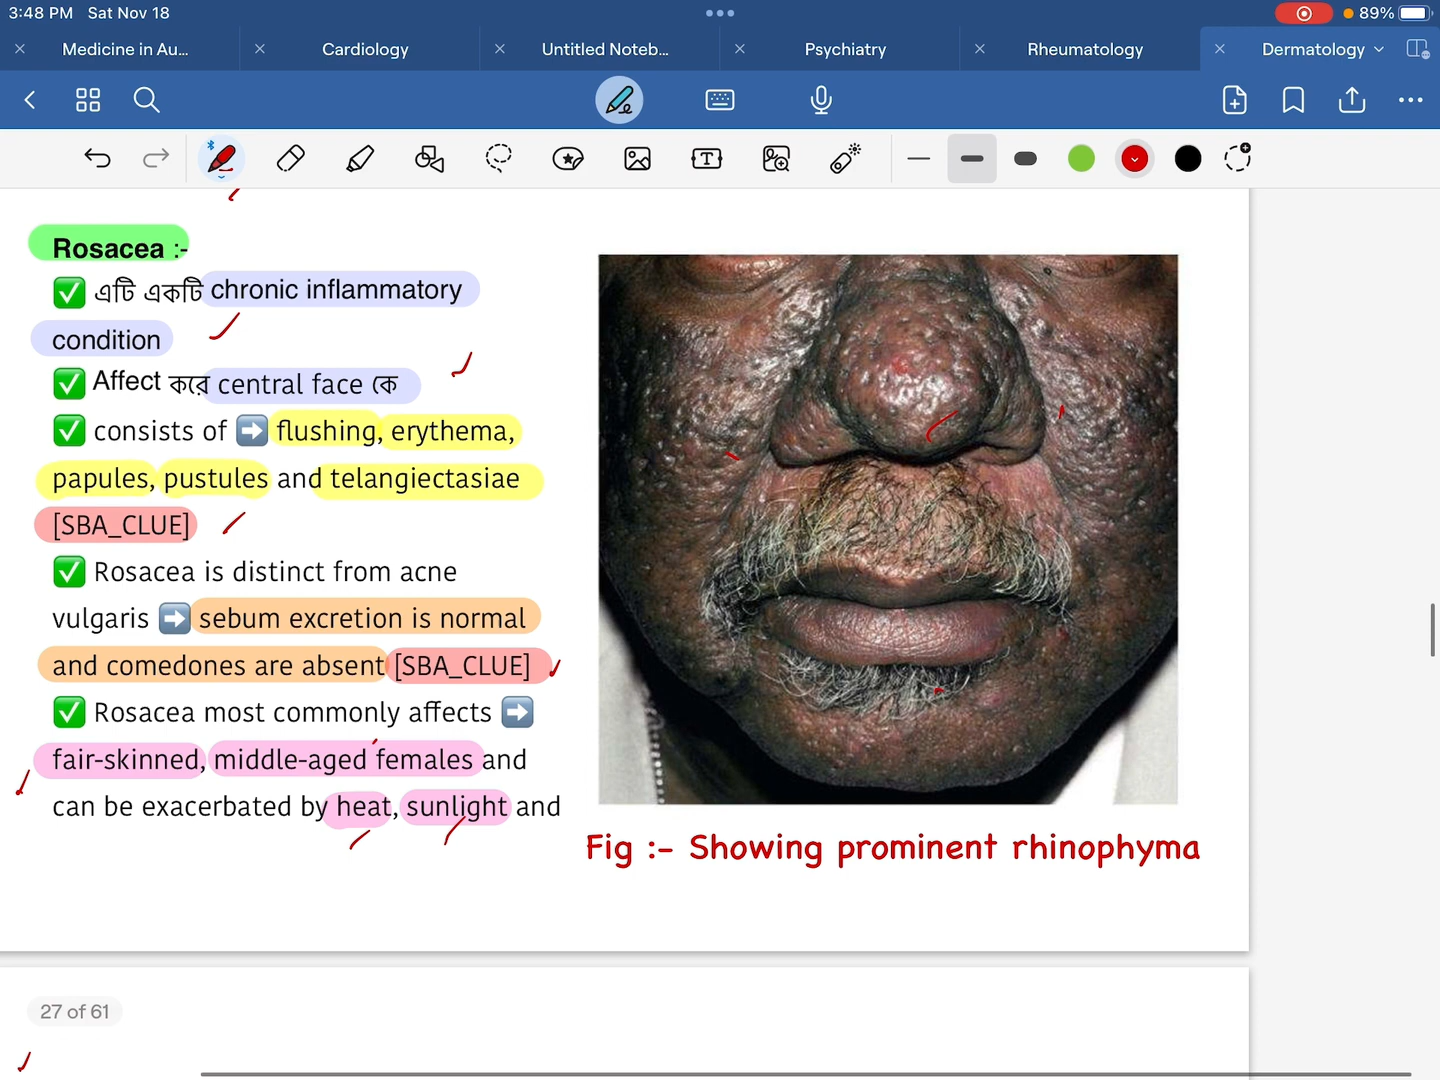 3:48 PM Sat Nov 18
89%
Medicine in Au...
Cardiology
Untitled Noteb...
Psychiatry
Rheumatology
Dermatology
Rosacea :-
✅ এটি একটি chronic inflammatory
condition
✅ Affect করে central face কে
✅ consists of ➡️ flushing, erythema,
papules, pustules and telangiectasiae
[SBA_CLUE]
✅ Rosacea is distinct from acne
vulgaris ➡️ sebum excretion is normal
and comedones are absent [SBA_CLUE]
✅ Rosacea most commonly affects ➡️
fair-skinned, middle-aged females and
can be exacerbated by heat, sunlight and
Fig :- Showing prominent rhinophyma
27 of 61